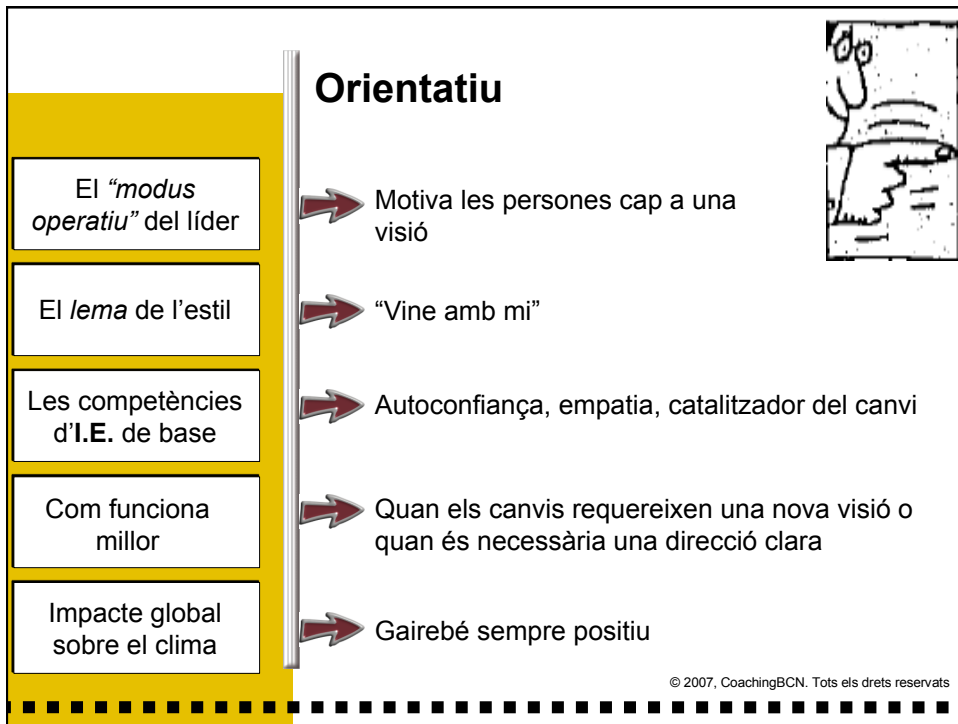 Orientatiu
El “modus
operatiu” del líder
Motiva les persones cap a una
visió
El lema de l’estil
“Vine amb mi”
Les competències
d’I.E. de base
Autoconfiança, empatia, catalitzador del canvi
Com funciona
millor
Quan els canvis requereixen una nova visió o
quan és necessària una direcció clara
Impacte global
sobre el clima
Gairebé sempre positiu
© 2007, CoachingBCN. Tots els drets reservats